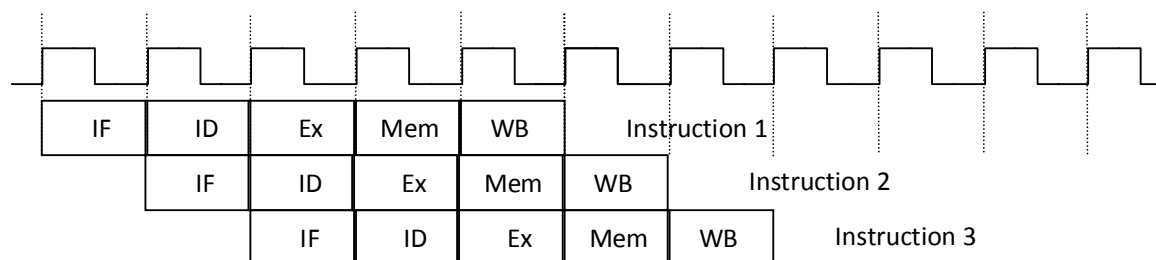 IF ID Ex Mem WB Instruction 1
IF ID Ex Mem WB Instruction 2
IF ID Ex Mem WB Instruction 3